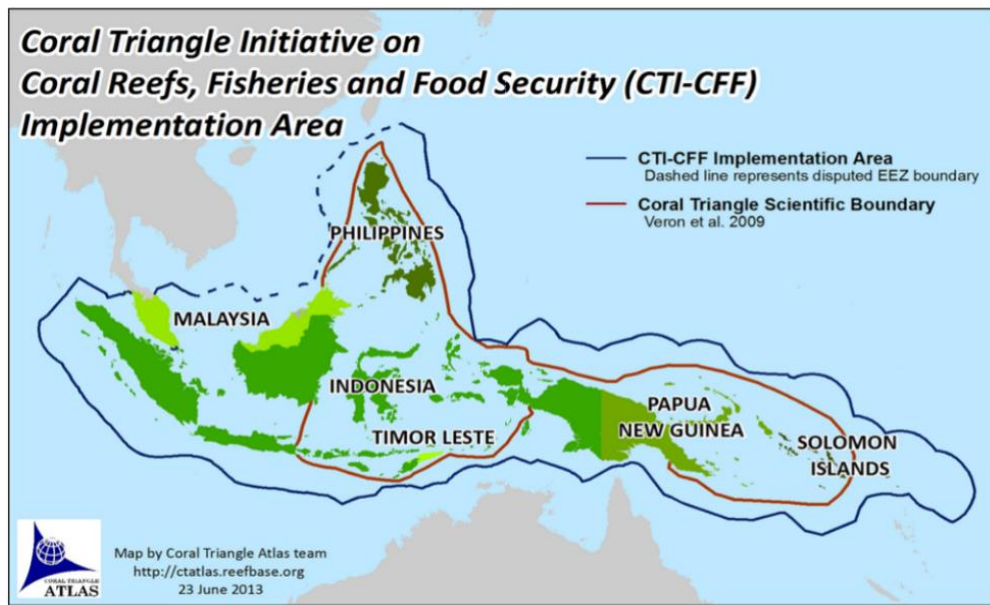 Coral Triangle Initiative on
Coral Reefs, Fisheries and Food Security (CTI-CFF)
Implementation Area
CTI-CFF Implementation Area
Dashed line represents disputed EEZ boundary
Coral Triangle Scientific Boundary
Veron et al. 2009
PHILIPPINES
MALAYSIA
INDONESIA
TIMOR LESTE
PAPUA
NEW GUINEA
SOLOMON
ISLANDS
CORAL TRIANGLE
ATLAS
Map by Coral Triangle Atlas team
http://ctatlas.reefbase.org
23 June 2013